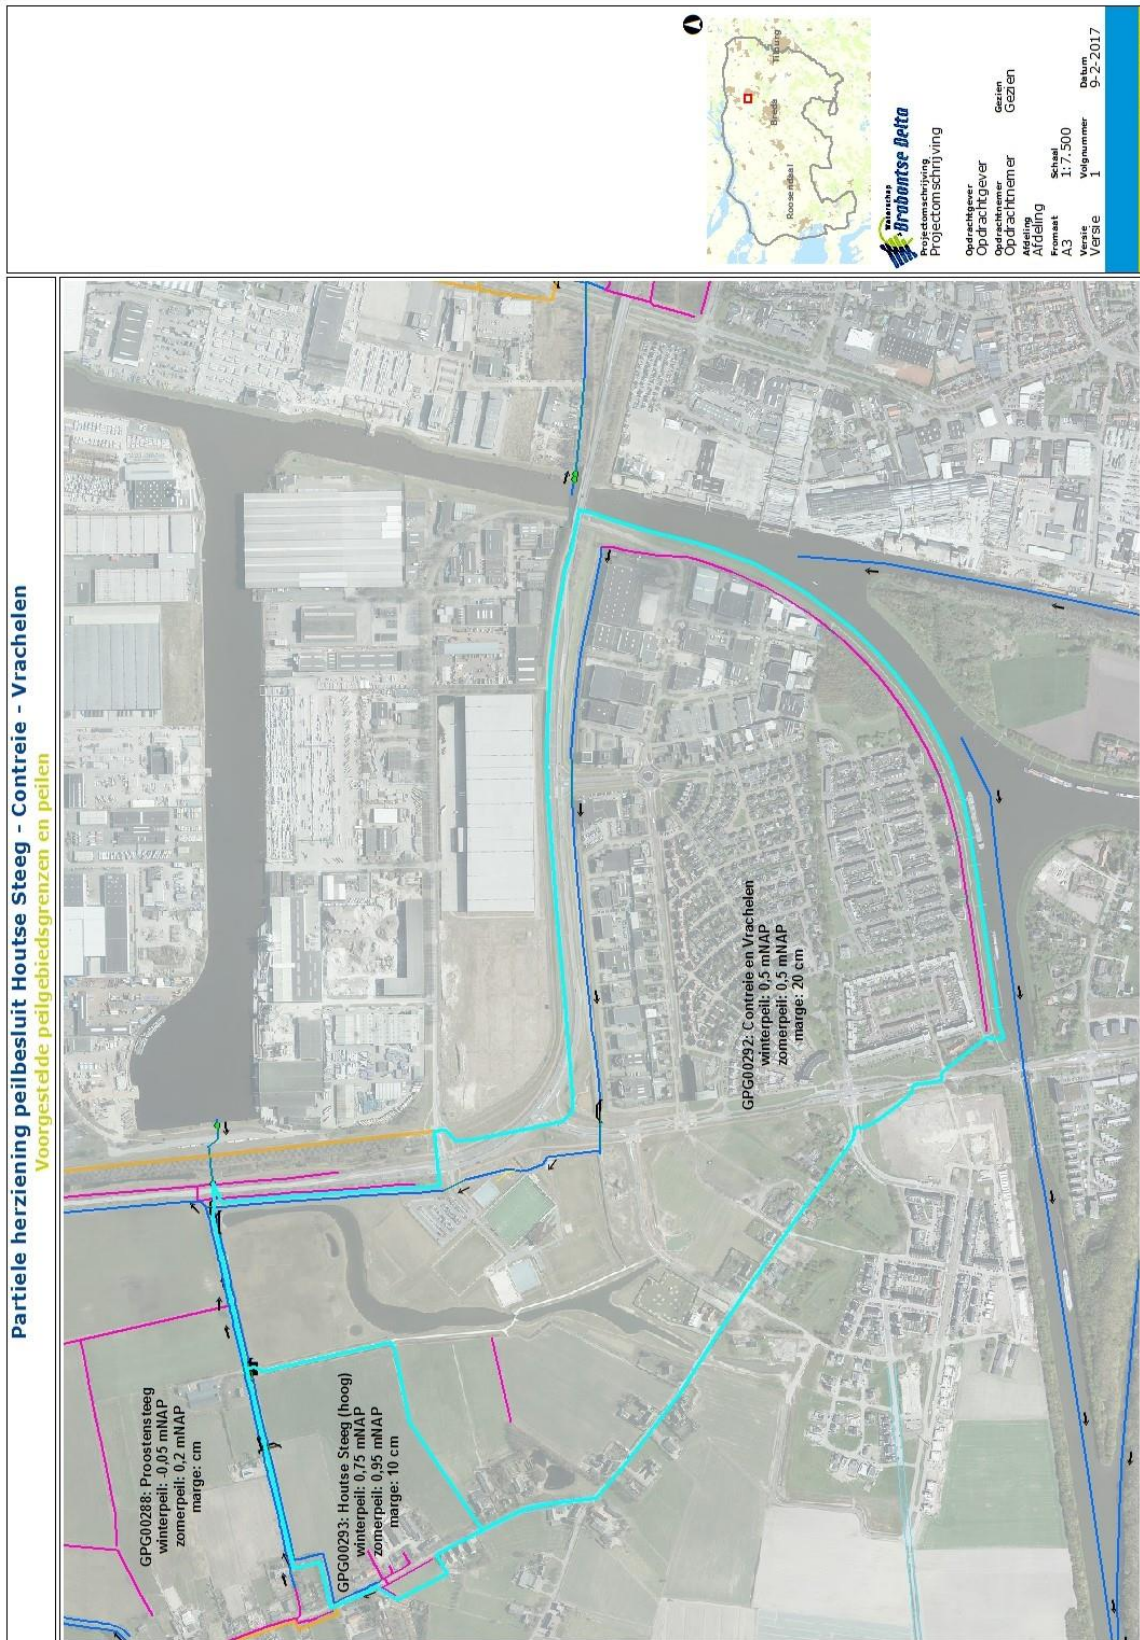 Partiele herziening peilbesluit Houtse Steeg - Contreie - Vrachelen
Voorgestelde peilgebiedsgrenzen en peilen
GPG00288: Proostensteeg
winterpeil: -0,05 mNAP
zomerpeil: 0,2 mNAP
marge: cm
GPG00293: Houtse Steeg (hoog)
winterpeil: 0,75 mNAP
zomerpeil: 0,95 mNAP
marge: 10 cm
GPG00292: Contreie en Vrachelen
winterpeil: 0,5 mNAP
zomerpeil: 0,5 mNAP
marge: 20 cm
Roosendaal
Breda
Tilburg
Waterschap
Brabantse Delta
Projectomschrijving
Projectomschrijving
Opdrachtgever
Opdrachtgever
Opdrachtnemer
Opdrachtnemer
Gezien
Gezien
Afdeling
Afdeling
Fromaat
A3
Schaal
1:7.500
Versie
Versie
Volgnummer
1
Datum
9-2-2017